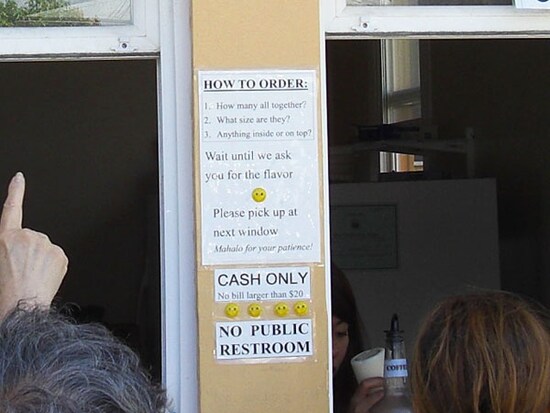 HOW TO ORDER:
1. How many all together?
2. What size are they?
3. Anything inside or on top?
Wait until we ask
you for the flavor
Please pick up at
next window
Mahalo for your patience!
CASH ONLY
No bill larger than $20
NO PUBLIC
RESTROOM